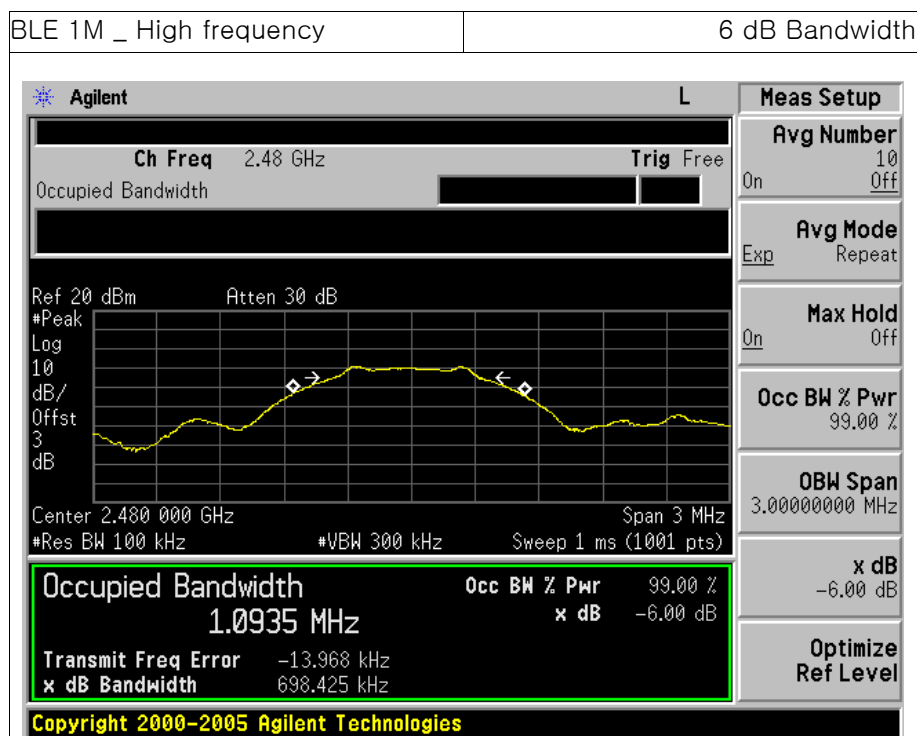 BLE 1M _ High frequency 6 dB Bandwidth
Agilent L Meas Setup
Ch Freq 2.48 GHz Trig Free
Occupied Bandwidth
Avg Number
10
On Off
Avg Mode
Exp Repeat
Ref 20 dBm Atten 30 dB
#Peak
Log
10
dB/
Offst
3
dB
Max Hold
On Off
Occ BW % Pwr
99.00 %
OBW Span
3.00000000 MHz
Center 2.480 000 GHz Span 3 MHz
#Res BW 100 kHz #VBW 300 kHz Sweep 1 ms (1001 pts)
x dB
-6.00 dB
Occupied Bandwidth Occ BW % Pwr 99.00 %
1.0935 MHz x dB -6.00 dB
Transmit Freq Error -13.968 kHz
x dB Bandwidth 698.425 kHz
Optimize
Ref Level
Copyright 2000-2005 Agilent Technologies